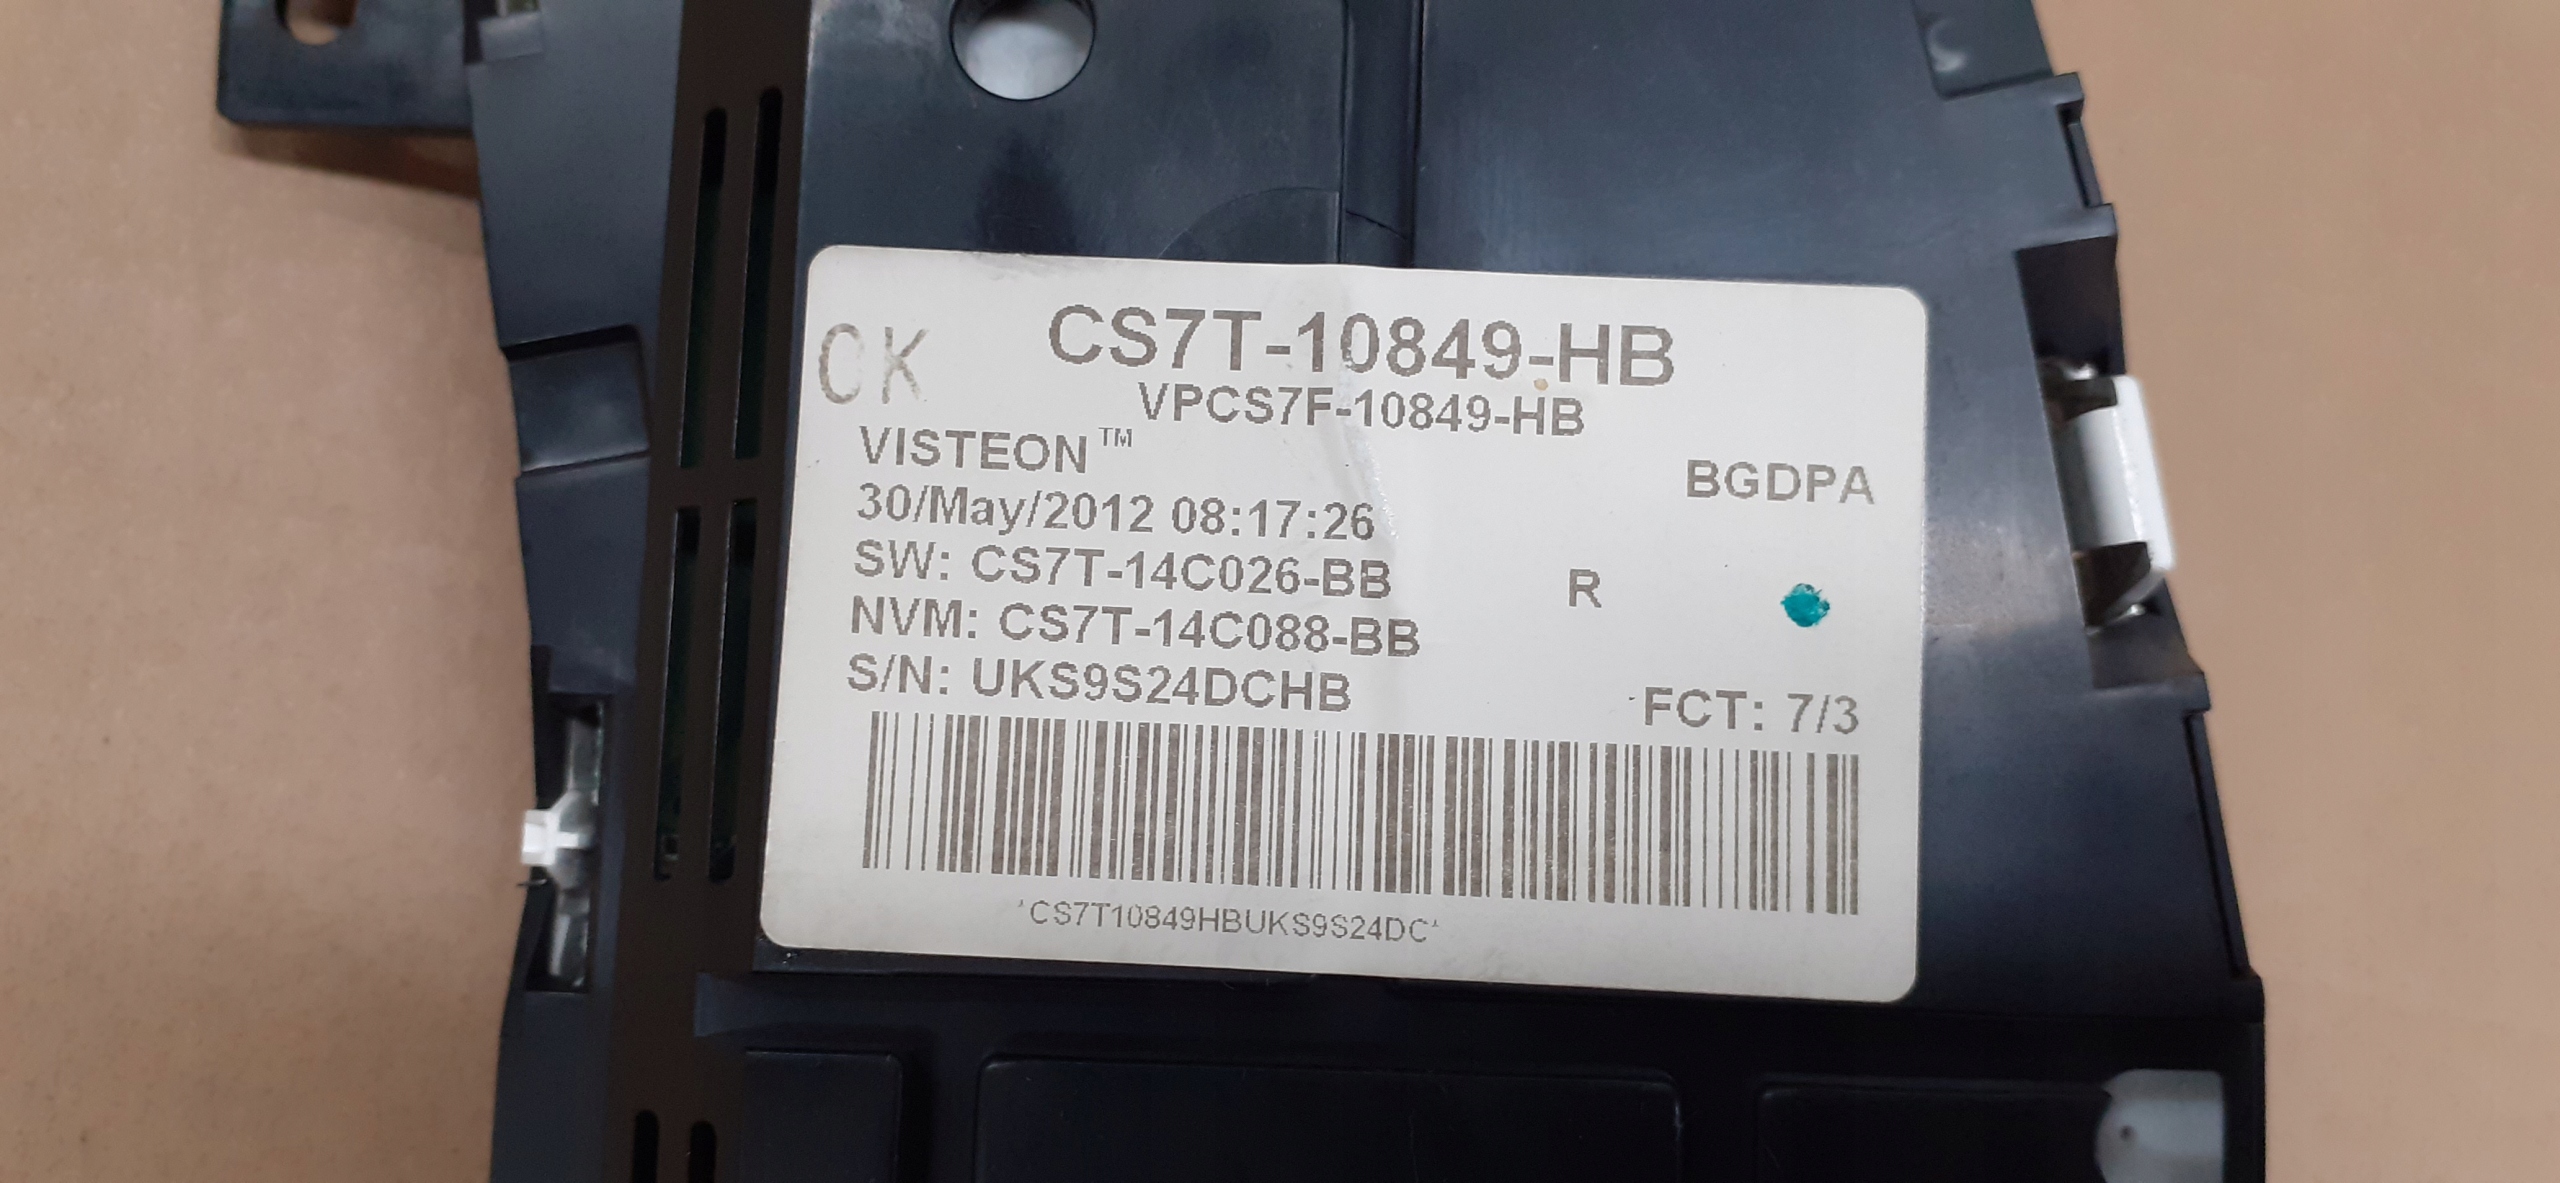 CS7T-10849-HB
OK
VPCS7F-10849-HB
VISTEON™
BGDPA
30/May/2012 08:17:26
SW: CS7T-14C026-BB
R
NVM: CS7T-14C088-BB
S/N: UKS9S24DCHB
FCT: 7/3
*CS7T10849HBUKS9S24DC*